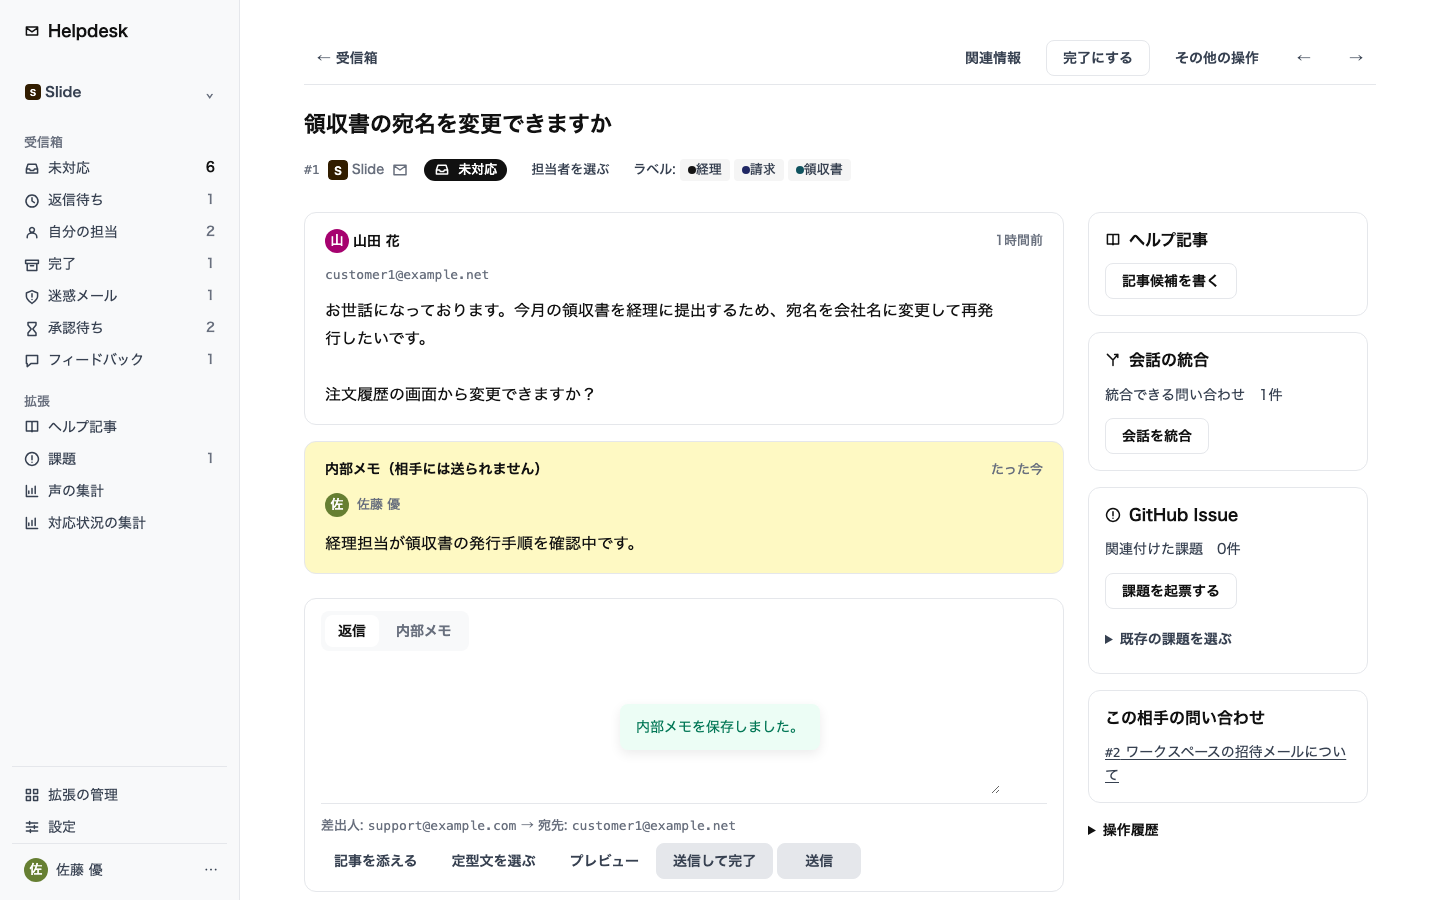 Helpdesk
S Slide
受信箱
未対応 6
返信待ち 1
自分の担当 2
完了 1
迷惑メール 1
承認待ち 2
フィードバック 1
拡張
ヘルプ記事
課題 1
声の集計
対応状況の集計
拡張の管理
設定
佐 佐藤 優 …
← 受信箱 関連情報 完了にする その他の操作 ← →
領収書の宛名を変更できますか
#1 S Slide 未対応 担当者を選ぶ ラベル: ●経理 ●請求 ●領収書
山 山田 花 1時間前
customer1@example.net
お世話になっております。今月の領収書を経理に提出するため、宛名を会社名に変更して再発
行したいです。
注文履歴の画面から変更できますか？
内部メモ（相手には送られません） たった今
佐 佐藤 優
経理担当が領収書の発行手順を確認中です。
返信 内部メモ
内部メモを保存しました。
差出人: support@example.com → 宛先: customer1@example.net
記事を添える 定型文を選ぶ プレビュー 送信して完了 送信
ヘルプ記事
記事候補を書く
会話の統合
統合できる問い合わせ 1件
会話を統合
GitHub Issue
関連付けた課題 0件
課題を起票する
▶ 既存の課題を選ぶ
この相手の問い合わせ
#2 ワークスペースの招待メールについ
て
▶ 操作履歴